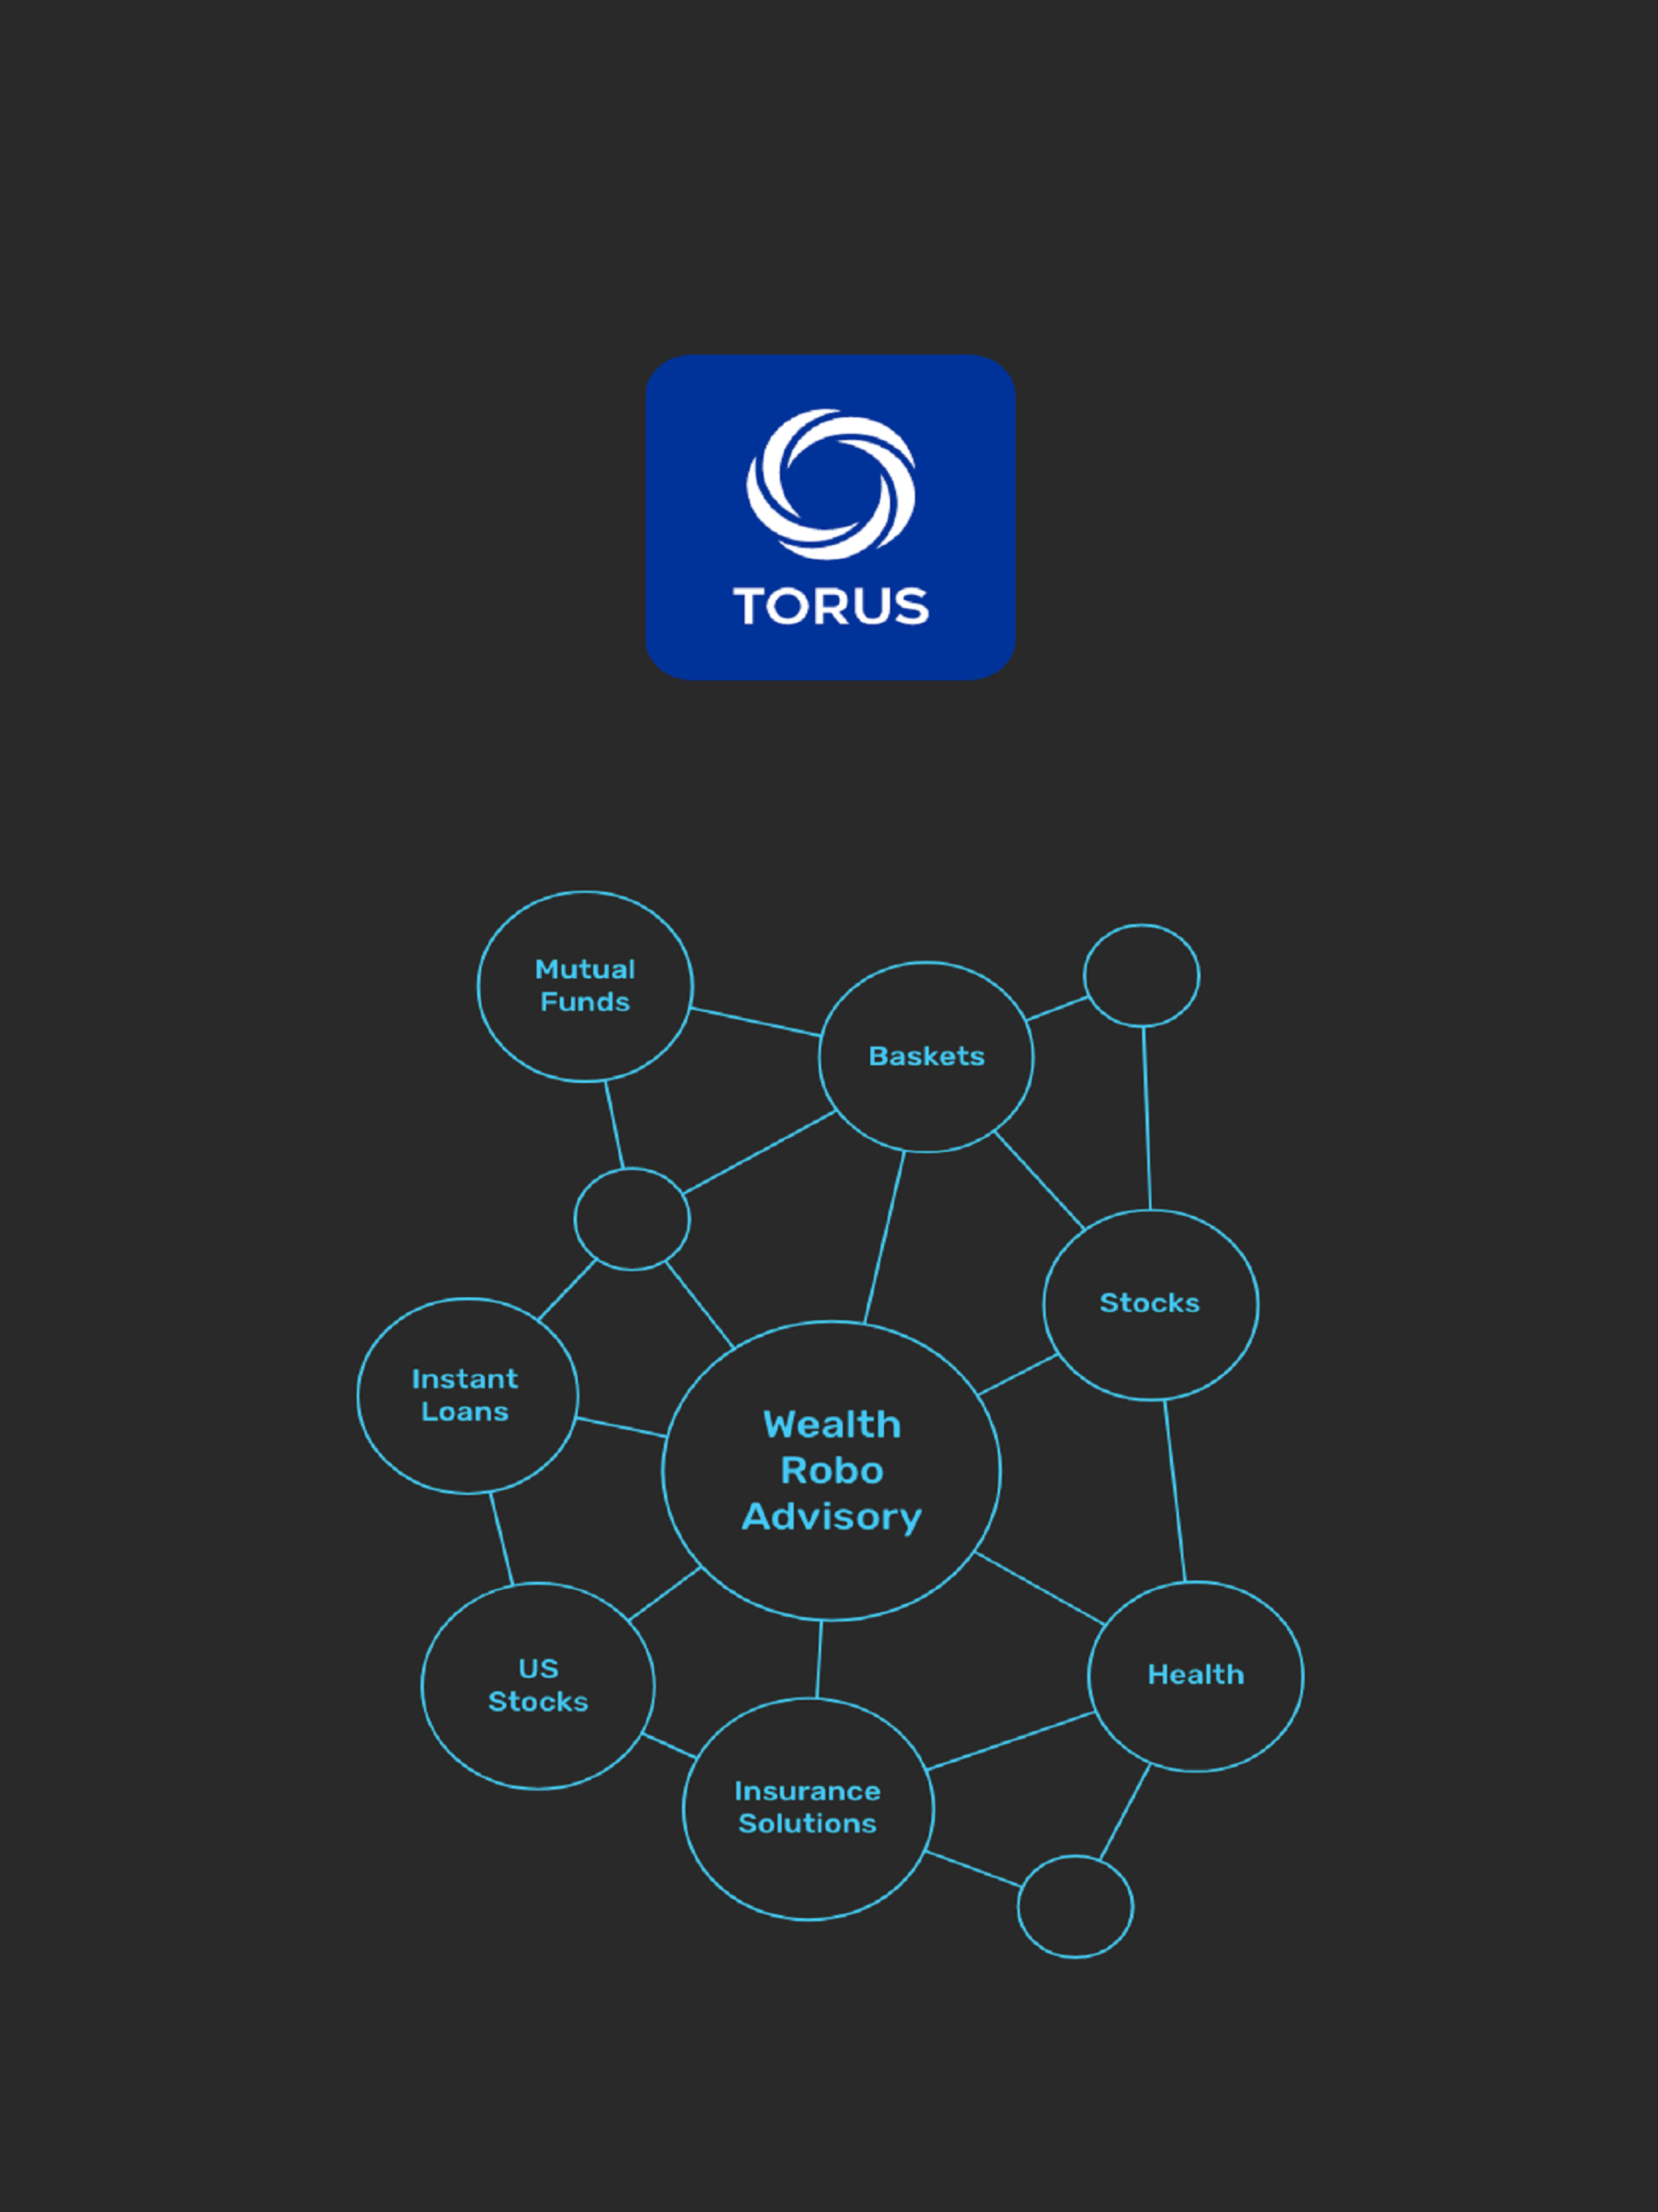 TORUS
Mutual
Funds
Baskets
Stocks
Instant
Loans
Wealth
Robo
Advisory
US
Stocks
Health
Insurance
Solutions